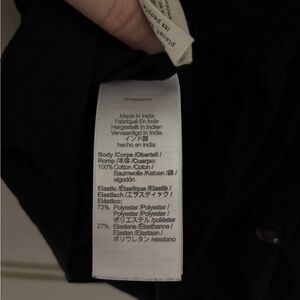 planet
its people.
Made in India
Fabriqué En Inde
Hergestellt in Indien
Vervaardigd In India
インド製
hecho en india
Body /Corps /Oberteil /
Romp /本体 /Cuerpo:
100% Cotton /Coton /
Baumwolle /Katoen /綿 /
algodón
Elastic /Élastique /Elastik /
Elastisch /エラスティック /
Elástico:
73% Polyester /Polyester /
Polyester /Polyester /
ポリエステル /poliéster
27% Elastane /Élasthanne /
Elastan /Elastaan /
ポリウレタン /elastano